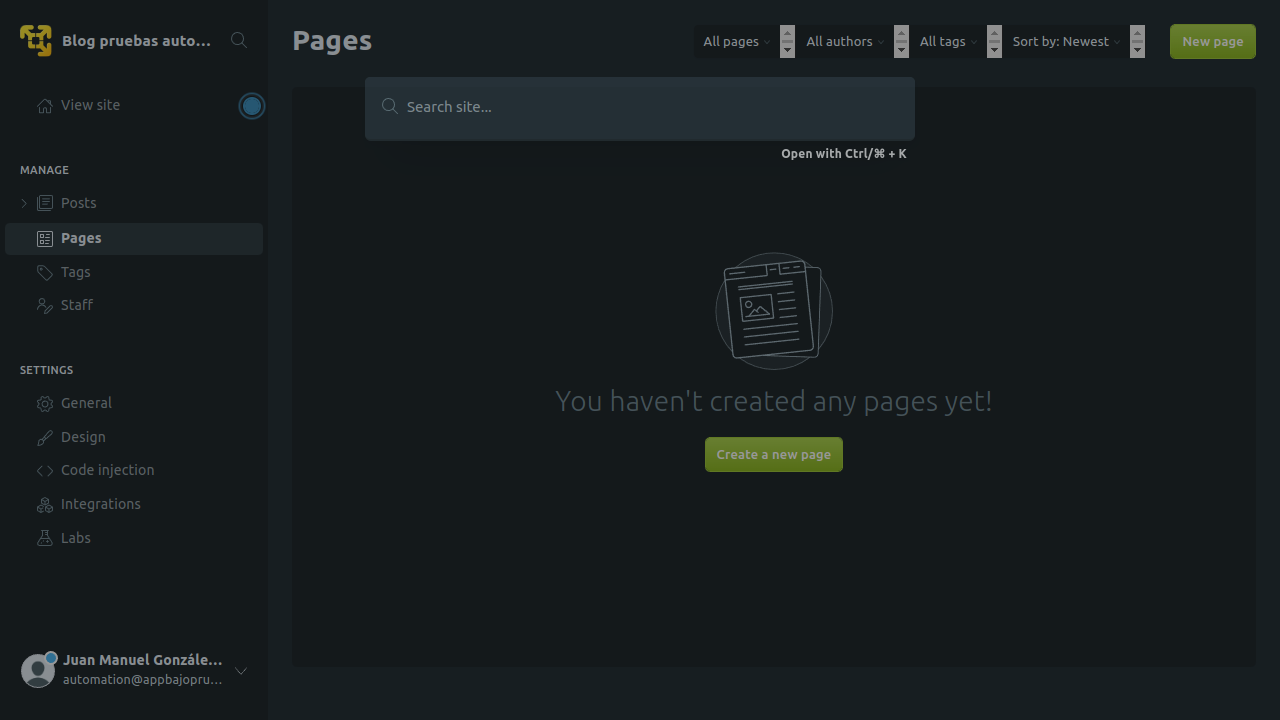 Blog pruebas auto...
View site
MANAGE
Posts
Pages
Tags
Staff
SETTINGS
General
Design
Code injection
Integrations
Labs
Juan Manuel Gonzále...
automation@appbajopru...
Pages
All pages
All authors
All tags
Sort by: Newest
New page
Search site...
Open with Ctrl/⌘ + K
You haven't created any pages yet!
Create a new page